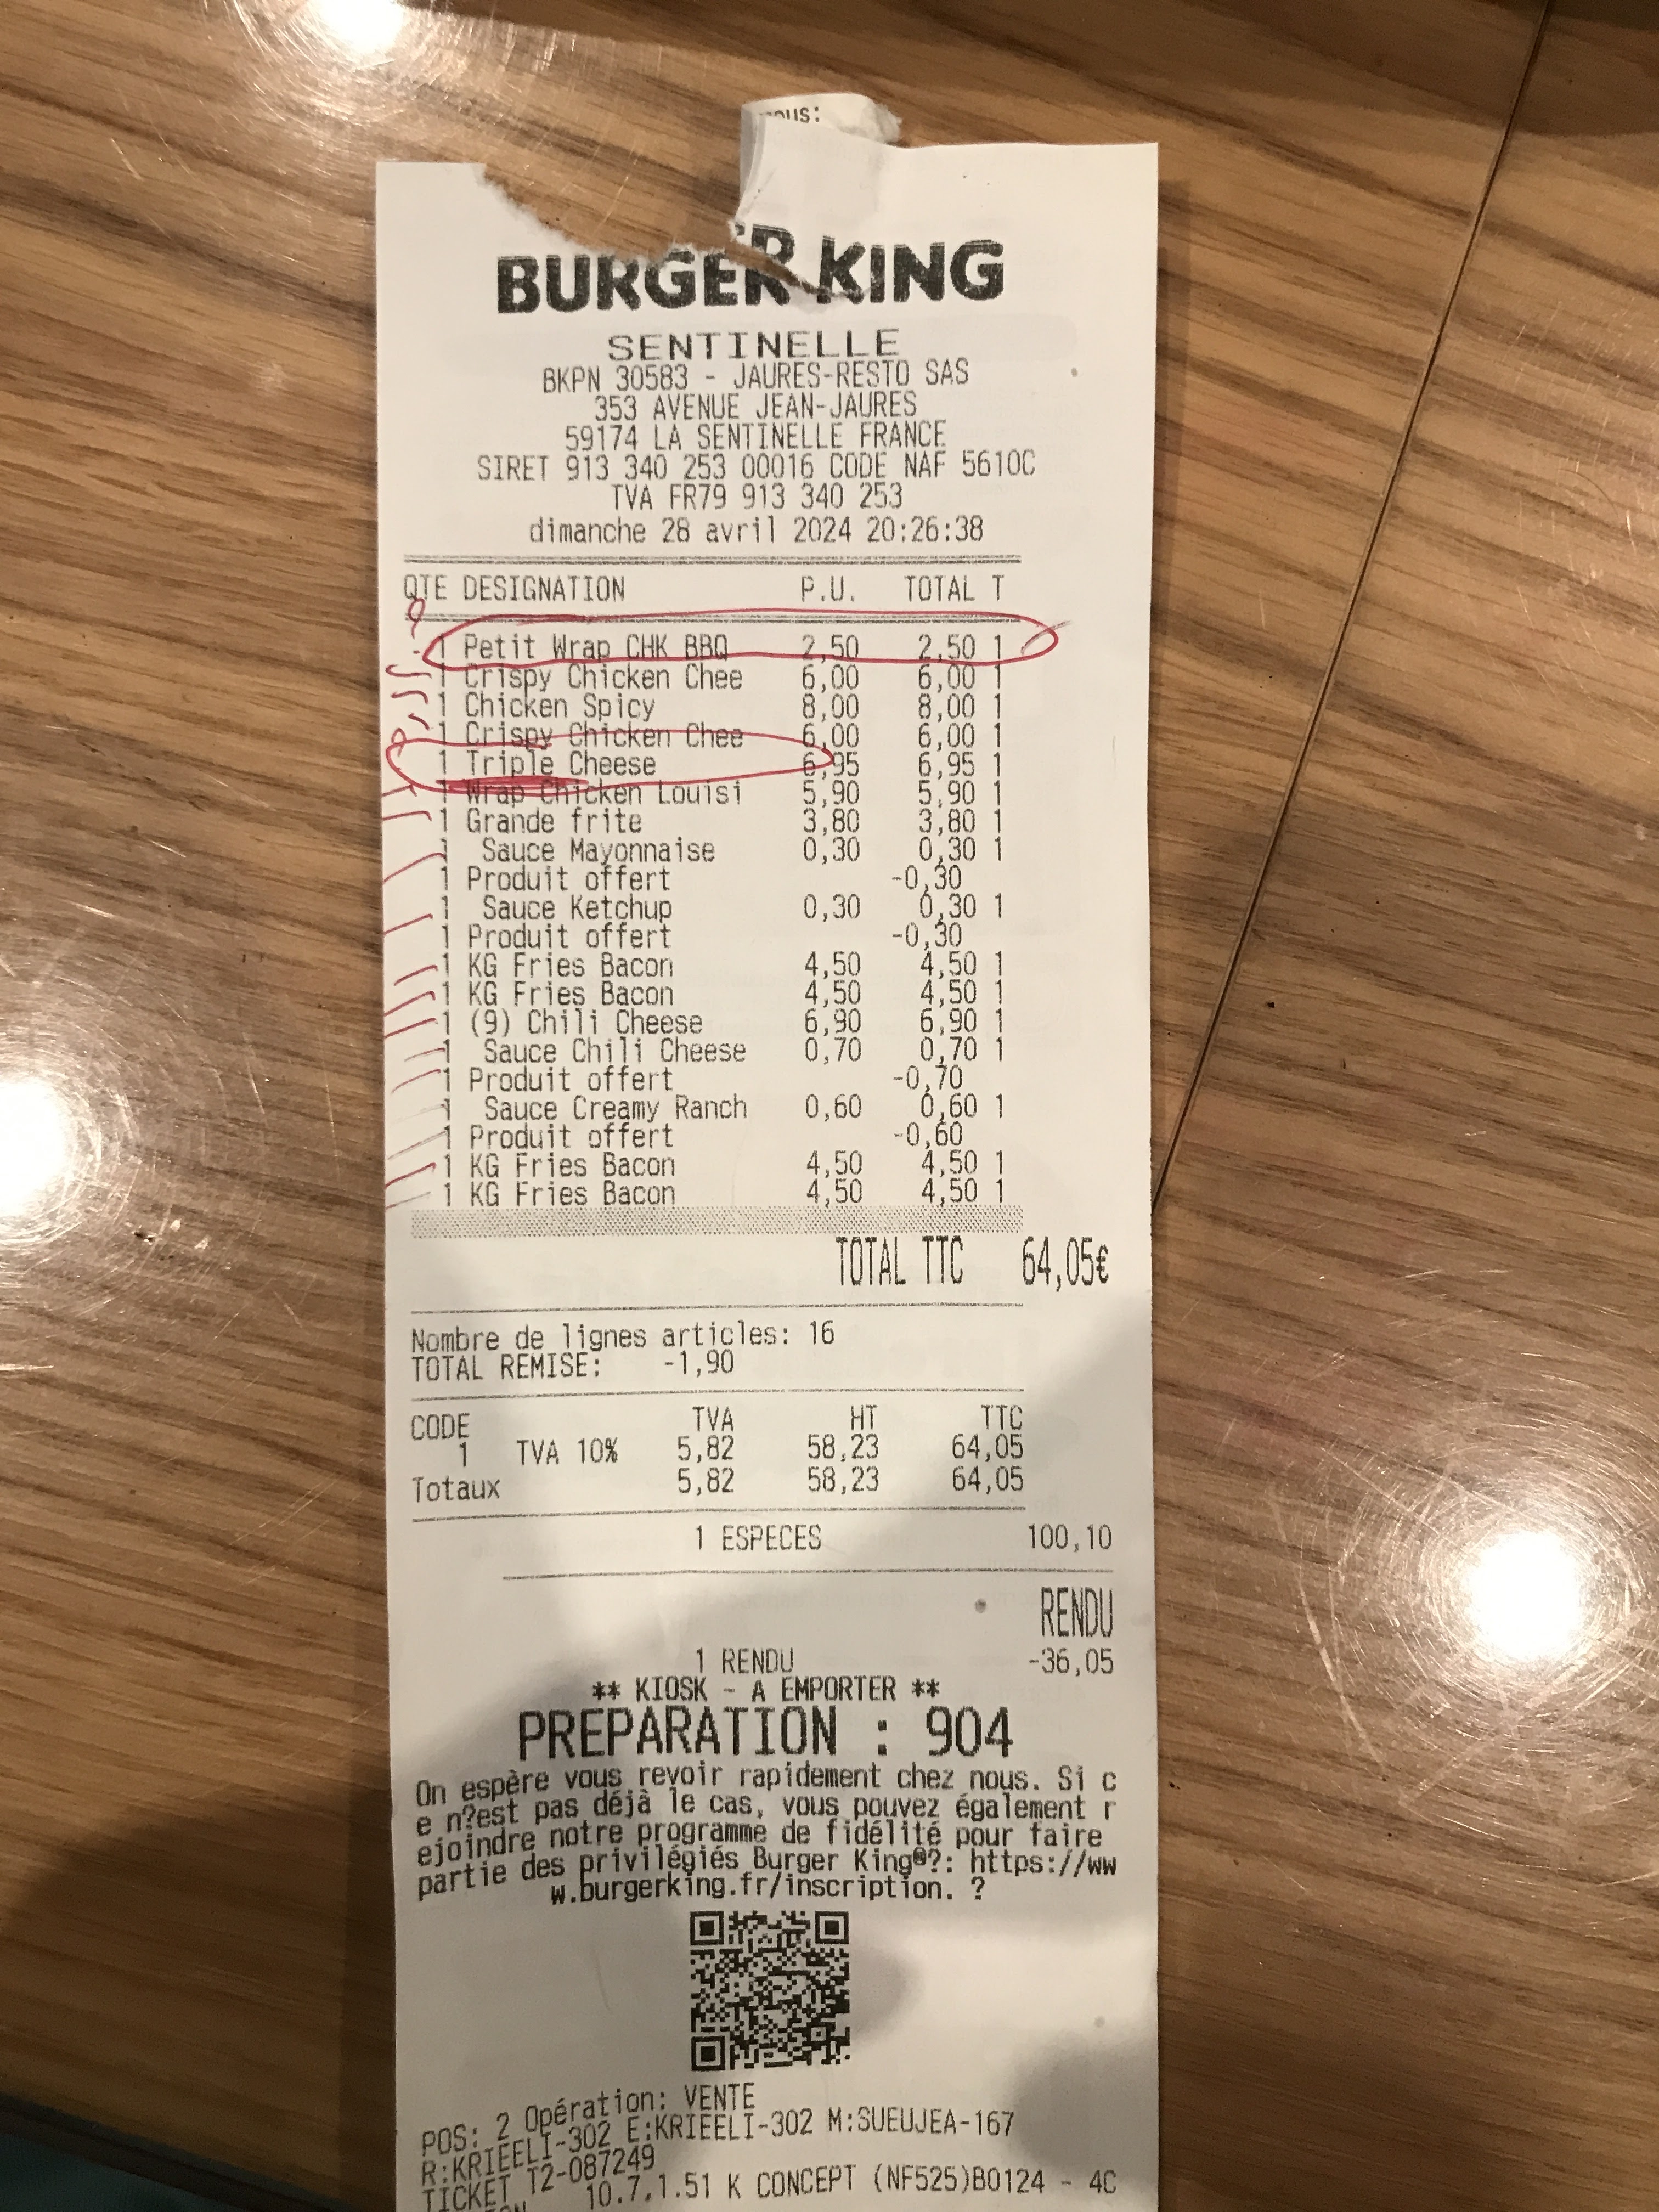 ous:
BURGER KING
SENTINELLE
BKPN 30583 - JAURES-RESTO SAS
353 AVENUE JEAN-JAURES
59174 LA SENTINELLE FRANCE
SIRET 913 340 253 00016 CODE NAF 5610C
TVA FR79 913 340 253
dimanche 28 avril 2024 20:26:38
QTE DESIGNATION P.U. TOTAL T
1 Petit Wrap CHK BBQ 2,50 2,50 1
1 Crispy Chicken Chee 6,00 6,00 1
1 Chicken Spicy 8,00 8,00 1
1 Crispy Chicken Chee 6,00 6,00 1
1 Triple Cheese 6,95 6,95 1
1 Wrap Chicken Louisi 5,90 5,90 1
1 Grande frite 3,80 3,80 1
1 Sauce Mayonnaise 0,30 0,30 1
1 Produit offert -0,30
1 Sauce Ketchup 0,30 0,30 1
1 Produit offert -0,30
1 KG Fries Bacon 4,50 4,50 1
1 KG Fries Bacon 4,50 4,50 1
1 (9) Chili Cheese 6,90 6,90 1
1 Sauce Chili Cheese 0,70 0,70 1
1 Produit offert -0,70
1 Sauce Creamy Ranch 0,60 0,60 1
1 Produit offert -0,60
1 KG Fries Bacon 4,50 4,50 1
1 KG Fries Bacon 4,50 4,50 1
TOTAL TTC 64,05€
Nombre de lignes articles: 16
TOTAL REMISE: -1,90
CODE TVA HT TTC
1 TVA 10% 5,82 58,23 64,05
Totaux 5,82 58,23 64,05
1 ESPECES 100,10
RENDU
1 RENDU -36,05
** KIOSK - A EMPORTER **
PREPARATION : 904
On espère vous revoir rapidement chez nous. Si c
e n?est pas déjà le cas, vous pouvez également r
ejoindre notre programme de fidélité pour faire
partie des privilégiés Burger King®?: https://ww
w.burgerking.fr/inscription. ?
POS: 2 Opération: VENTE
R:KRIEELI-302 E:KRIEELI-302 M:SUEUJEA-167
TICKET T2-087249
10.7.1.51 K CONCEPT (NF525)B0124 - 4C